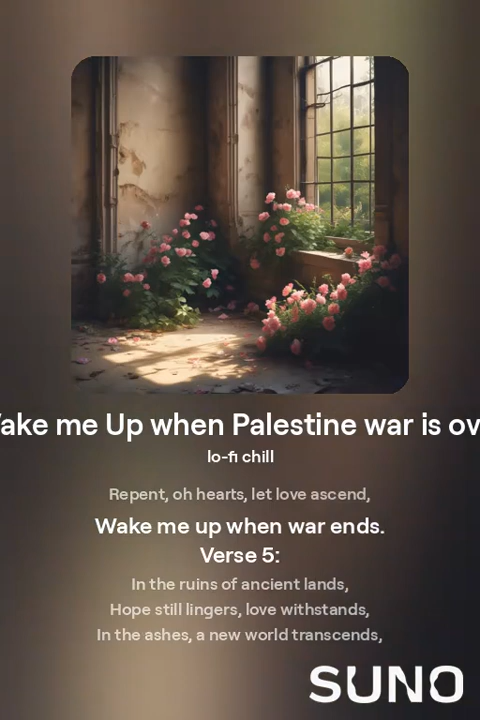 ake me Up when Palestine war is ov
lo-fi chill
Repent, oh hearts, let love ascend,
Wake me up when war ends.
Verse 5:
In the ruins of ancient lands,
Hope still lingers, love withstands,
In the ashes, a new world transcends,
SUNO